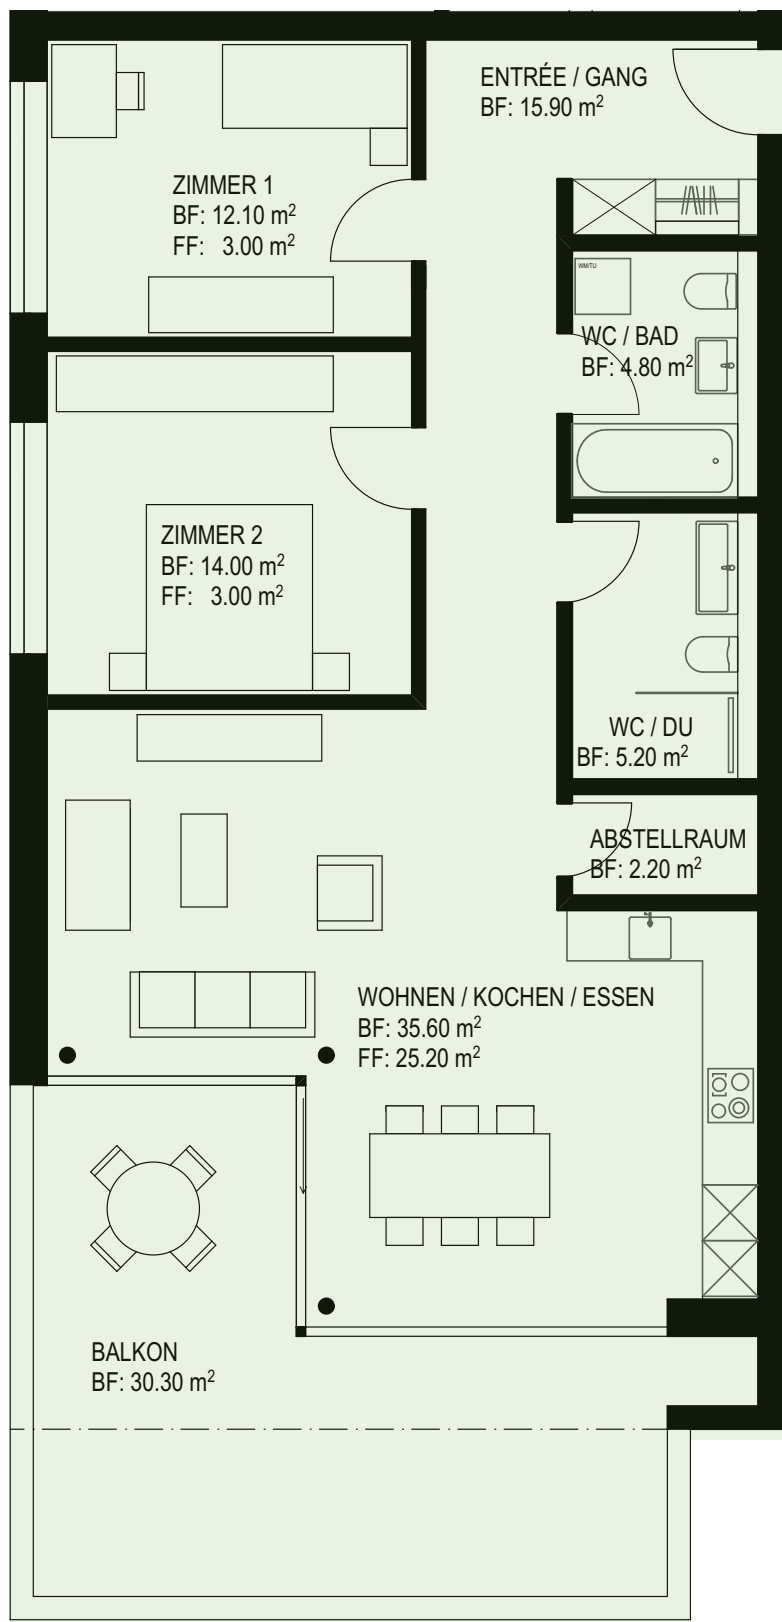 ENTRÉE / GANG
BF: 15.90 m²
ZIMMER 1
BF: 12.10 m²
FF: 3.00 m²
WM/TU
WC / BAD
BF: 4.80 m²
ZIMMER 2
BF: 14.00 m²
FF: 3.00 m²
WC / DU
BF: 5.20 m²
ABSTELLRAUM
BF: 2.20 m²
WOHNEN / KOCHEN / ESSEN
BF: 35.60 m²
FF: 25.20 m²
BALKON
BF: 30.30 m²